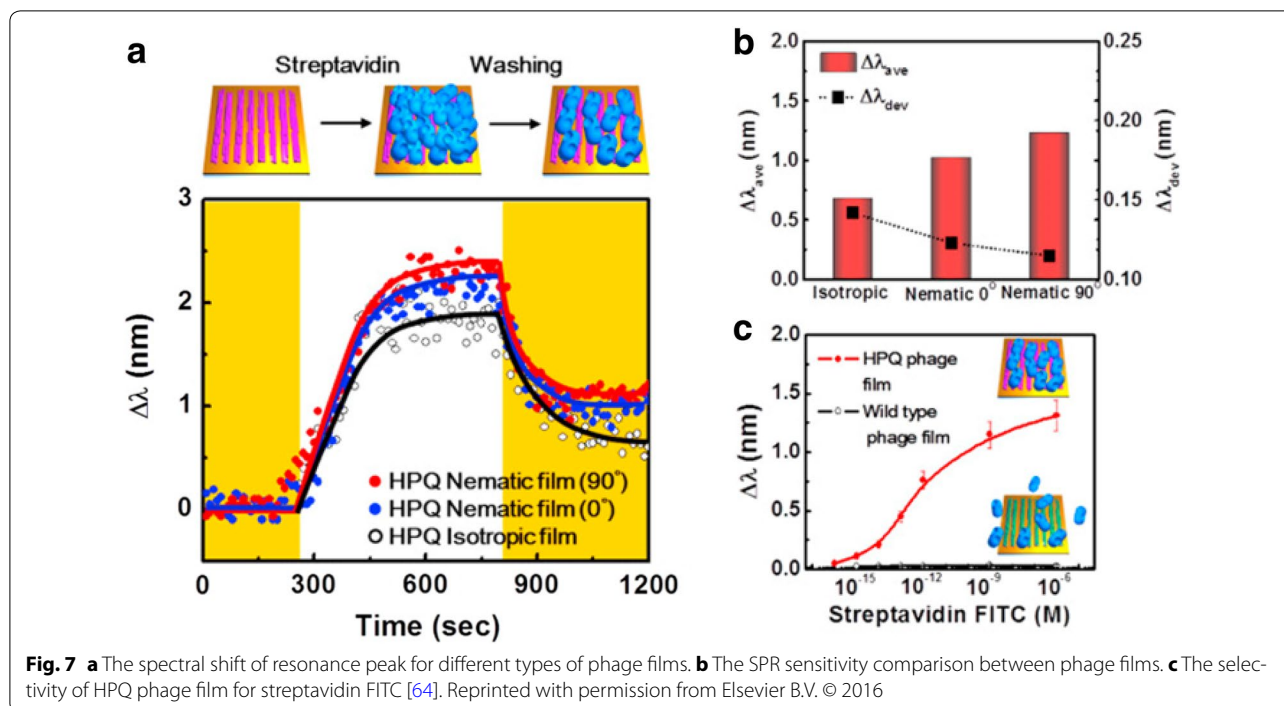 a
Streptavidin Washing
3
2
1
0
Δλ (nm)
HPQ Nematic film (90°)
HPQ Nematic film (0°)
HPQ Isotropic film
0 300 600 900 1200
Time (sec)
b
2.0
1.5
1.0
0.5
0.0
Δλave (nm)
Δλave
Δλdev
0.25
0.20
0.15
0.10
Δλdev (nm)
Isotropic Nematic 0° Nematic 90°
c
2.0
1.5
1.0
0.5
0.0
Δλ (nm)
HPQ phage
film
Wild type
phage film
10-15 10-12 10-9 10-6
Streptavidin FITC (M)
Fig. 7 a The spectral shift of resonance peak for different types of phage films. b The SPR sensitivity comparison between phage films. c The selec-
tivity of HPQ phage film for streptavidin FITC [64]. Reprinted with permission from Elsevier B.V. © 2016